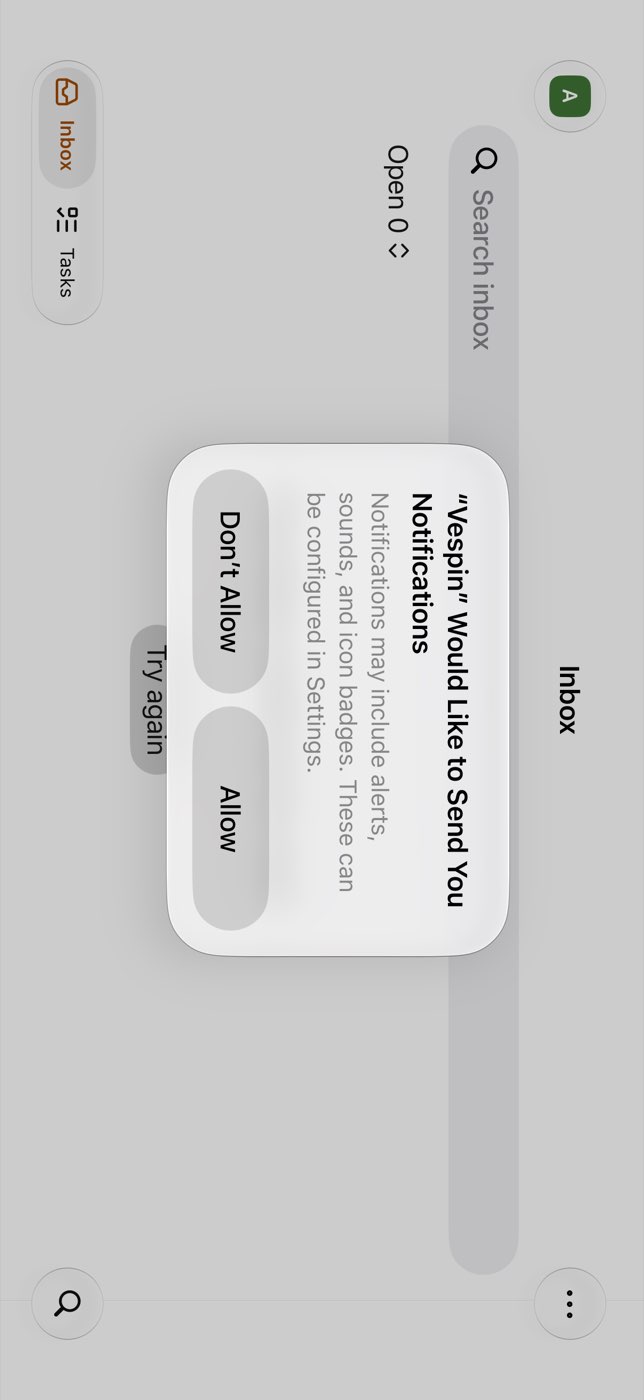 A
Inbox
Search inbox
Open 0
“Vespin” Would Like to Send You
Notifications
Notifications may include alerts,
sounds, and icon badges. These can
be configured in Settings.
Don’t Allow
Allow
Try again
Inbox
Tasks